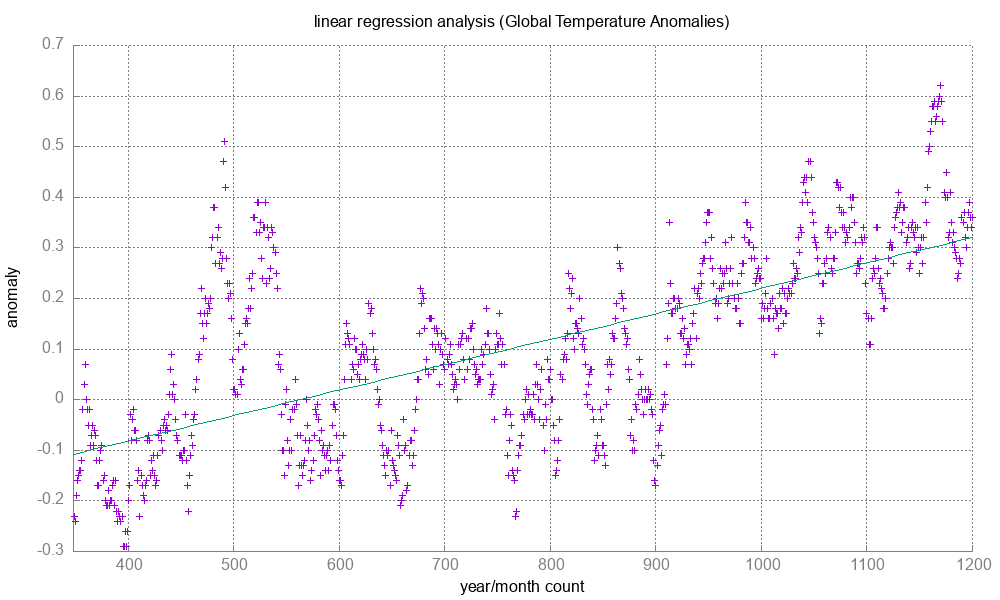 linear regression analysis (Global Temperature Anomalies)
0.7
0.6
0.5
0.4
0.3
0.2
0.1
0
-0.1
-0.2
-0.3
anomaly
400 500 600 700 800 900 1000 1100 1200
year/month count